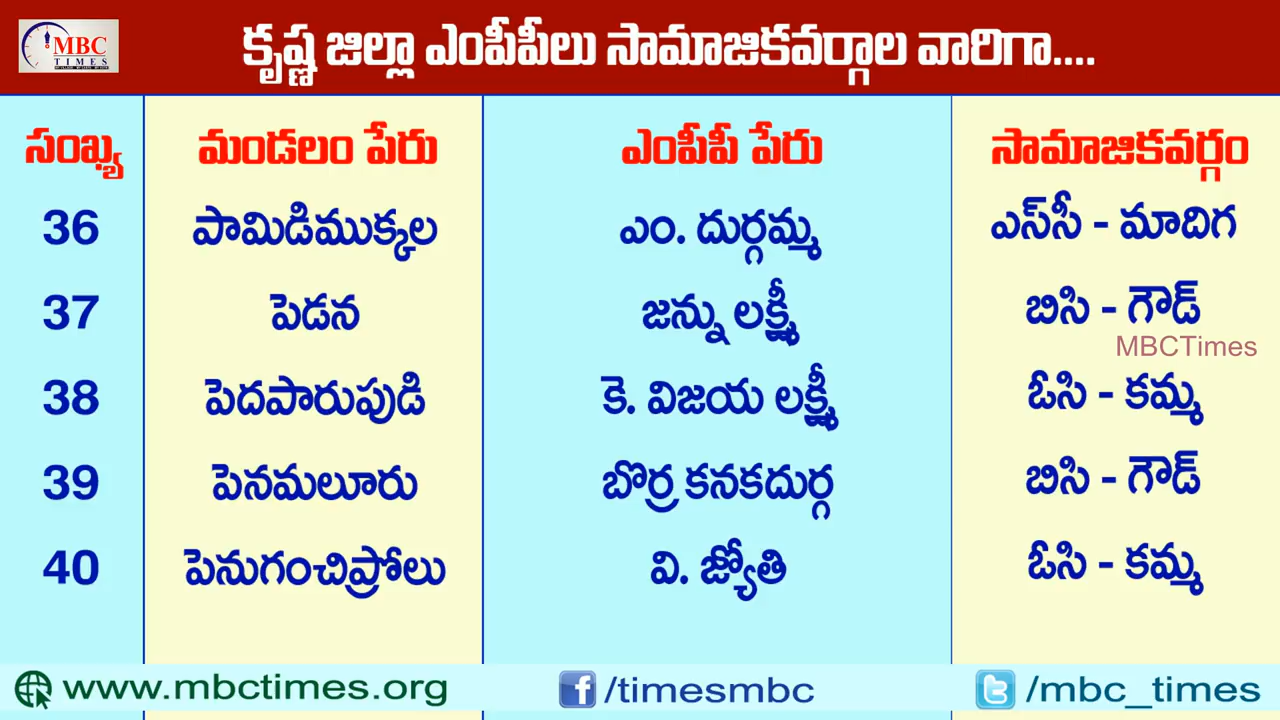 MBC
TIMES
కృష్ణ జిల్లా ఎంపీపీలు సామాజికవర్గాల వారిగా....
సంఖ్య మండలం పేరు ఎంపీపీ పేరు సామాజికవర్గం
36 పామిడిముక్కల ఎం. దుర్గమ్మ ఎస్‌సీ - మాదిగ
37 పెడన జన్ను లక్ష్మీ బిసి - గౌడ్
MBCTimes
38 పెదపారుపుడి కె. విజయ లక్ష్మీ ఓసి - కమ్మ
39 పెనమలూరు బొర్ర కనకదుర్గ బిసి - గౌడ్
40 పెనుగంచిప్రోలు వి. జ్యోతి ఓసి - కమ్మ
www.mbctimes.org /timesmbc /mbc_times